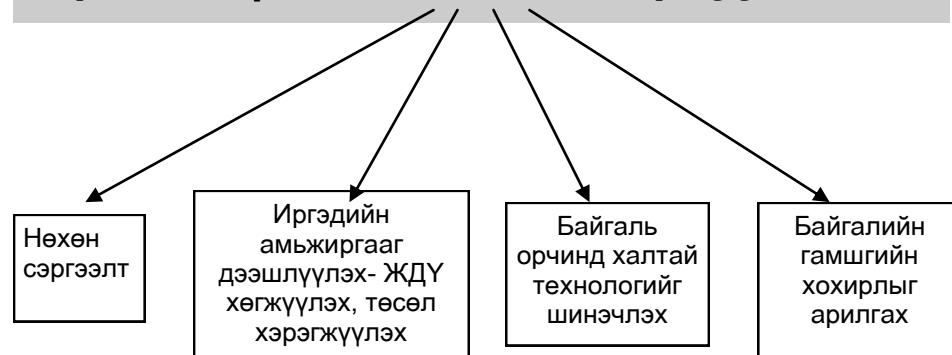 Нөхөн
сэргээлт
Иргэдийн
амьжиргааг
дээшлүүлэх- ЖДҮ
хөгжүүлэх, төсөл
хэрэгжүүлэх
Байгаль
орчинд халтай
технологийг
шинэчлэх
Байгалийн
гамшгийн
хохирлыг
арилгах